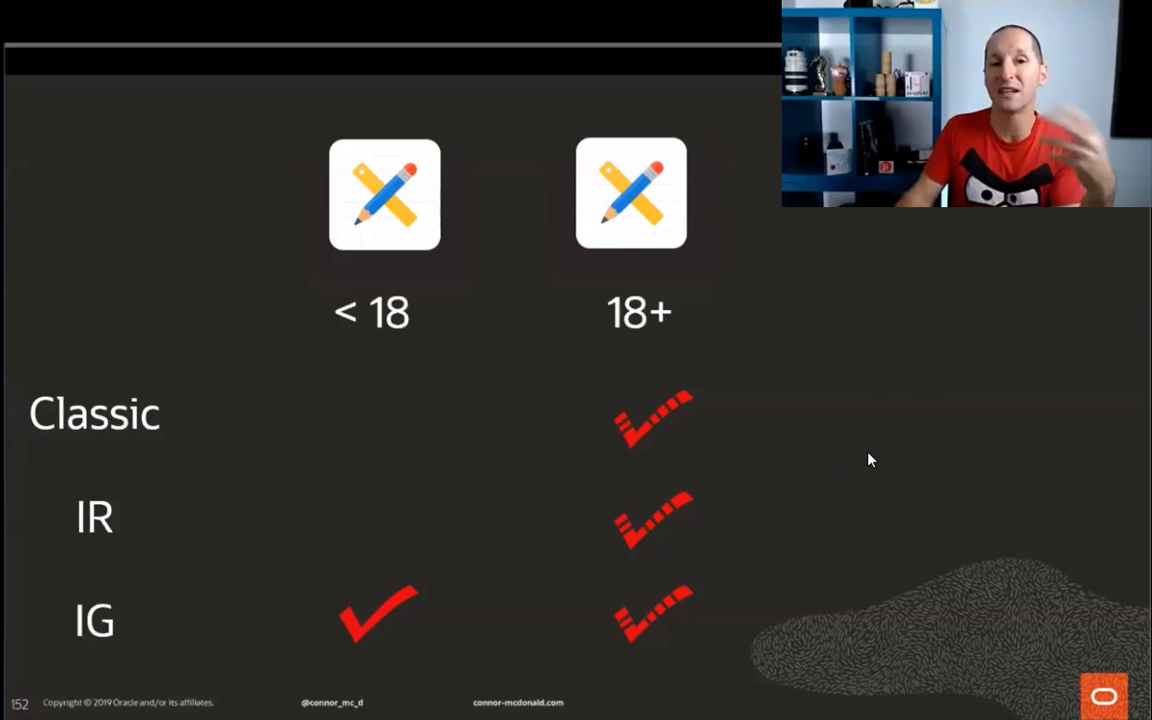 < 18
18+
Classic
IR
IG
152
Copyright © 2019 Oracle and/or its affiliates.
@connor_mc_d
connor-mcdonald.com